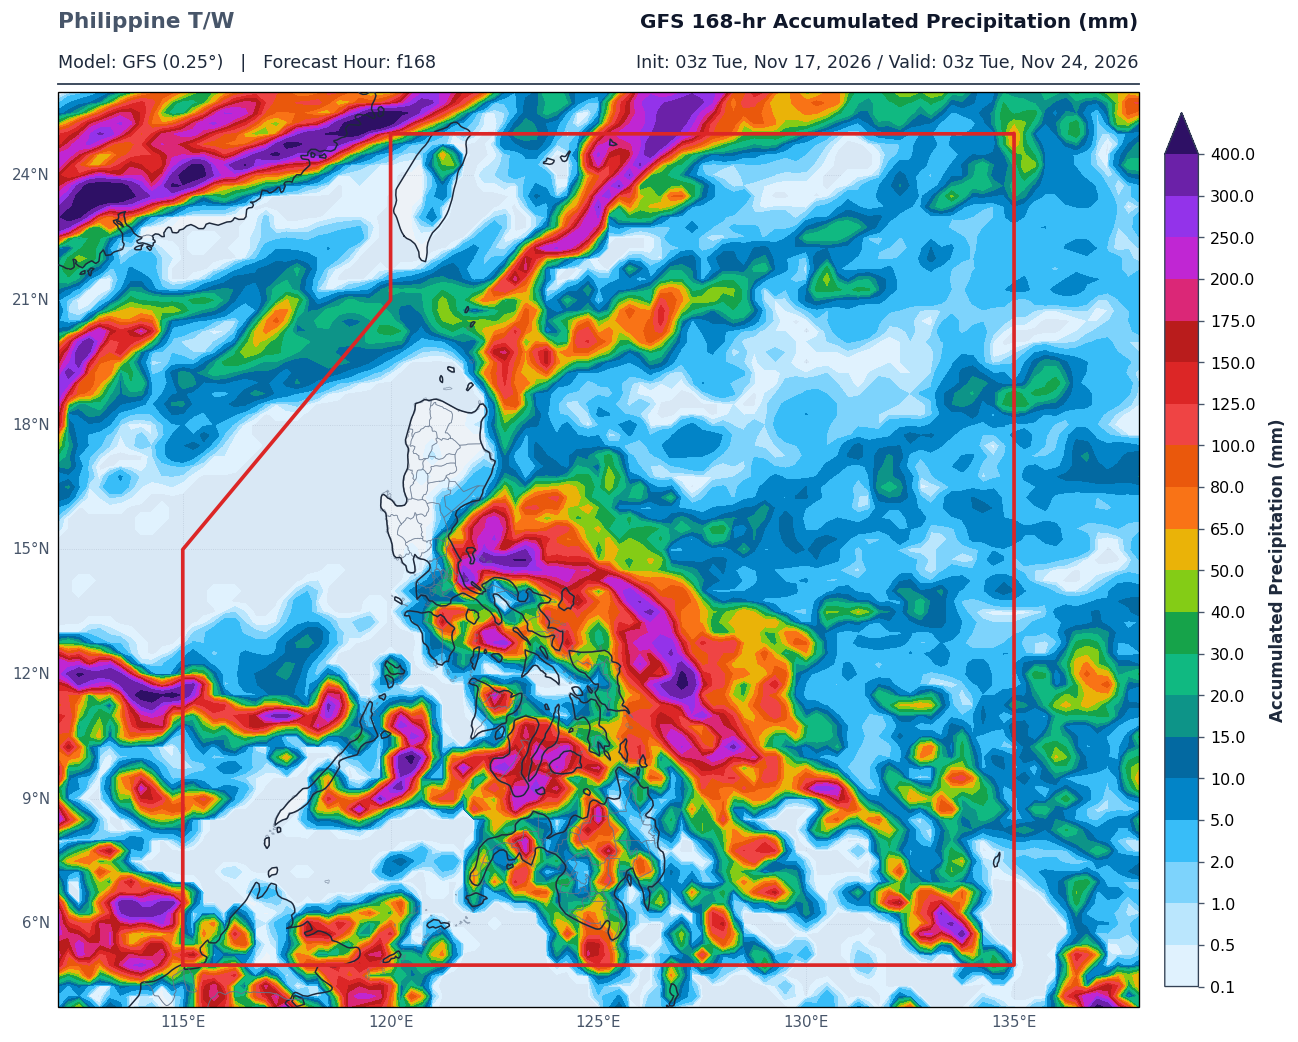 Philippine T/W
GFS 168-hr Accumulated Precipitation (mm)
Model: GFS (0.25°) | Forecast Hour: f168
Init: 03z Tue, Nov 17, 2026 / Valid: 03z Tue, Nov 24, 2026
24°N
21°N
18°N
15°N
12°N
9°N
6°N
115°E
120°E
125°E
130°E
135°E
400.0
300.0
250.0
200.0
175.0
150.0
125.0
100.0
80.0
65.0
50.0
40.0
30.0
20.0
15.0
10.0
5.0
2.0
1.0
0.5
0.1
Accumulated Precipitation (mm)